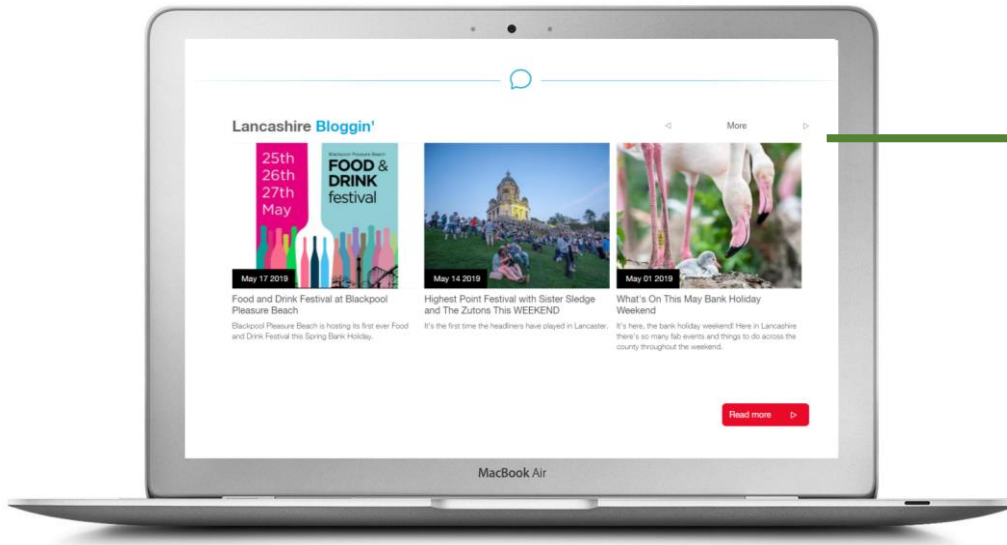 Lancashire Bloggin'
More
25th
26th
27th
May
Blackpool Pleasure Beach
FOOD &
DRINK
festival
May 17 2019
May 14 2019
May 01 2019
Food and Drink Festival at Blackpool
Pleasure Beach
Blackpool Pleasure Beach is hosting its first ever Food
and Drink Festival this Spring Bank Holiday.
Highest Point Festival with Sister Sledge
and The Zutons This WEEKEND
It's the first time the headliners have played in Lancaster.
What's On This May Bank Holiday
Weekend
It's here, the bank holiday weekend! Here in Lancashire
there's so many fab events and things to do across the
county throughout the weekend.
Read more
MacBook Air